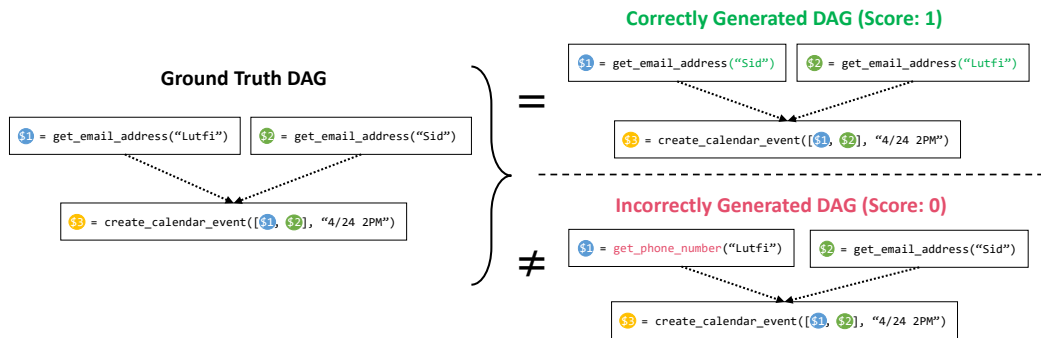 Ground Truth DAG
$1 = get_email_address(“Lutfi”)
$2 = get_email_address(“Sid”)
$3 = create_calendar_event([$1, $2], “4/24 2PM”)
=
≠
Correctly Generated DAG (Score: 1)
$1 = get_email_address(“Sid”)
$2 = get_email_address(“Lutfi”)
$3 = create_calendar_event([$1, $2], “4/24 2PM”)
Incorrectly Generated DAG (Score: 0)
$1 = get_phone_number(“Lutfi”)
$2 = get_email_address(“Sid”)
$3 = create_calendar_event([$1, $2], “4/24 2PM”)